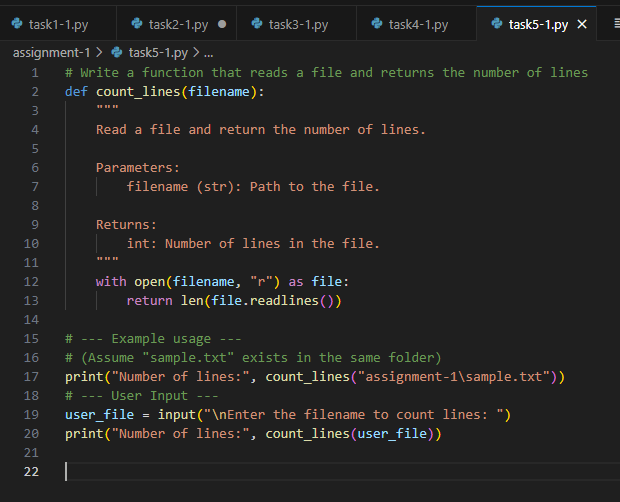 task1-1.py task2-1.py task3-1.py task4-1.py task5-1.py
assignment-1 > task5-1.py > ...
1 # Write a function that reads a file and returns the number of lines
2 def count_lines(filename):
3     """
4     Read a file and return the number of lines.
5
6     Parameters:
7         filename (str): Path to the file.
8
9     Returns:
10         int: Number of lines in the file.
11     """
12     with open(filename, "r") as file:
13         return len(file.readlines())
14
15 # --- Example usage ---
16 # (Assume "sample.txt" exists in the same folder)
17 print("Number of lines:", count_lines("assignment-1\sample.txt"))
18 # --- User Input ---
19 user_file = input("\nEnter the filename to count lines: ")
20 print("Number of lines:", count_lines(user_file))
21
22